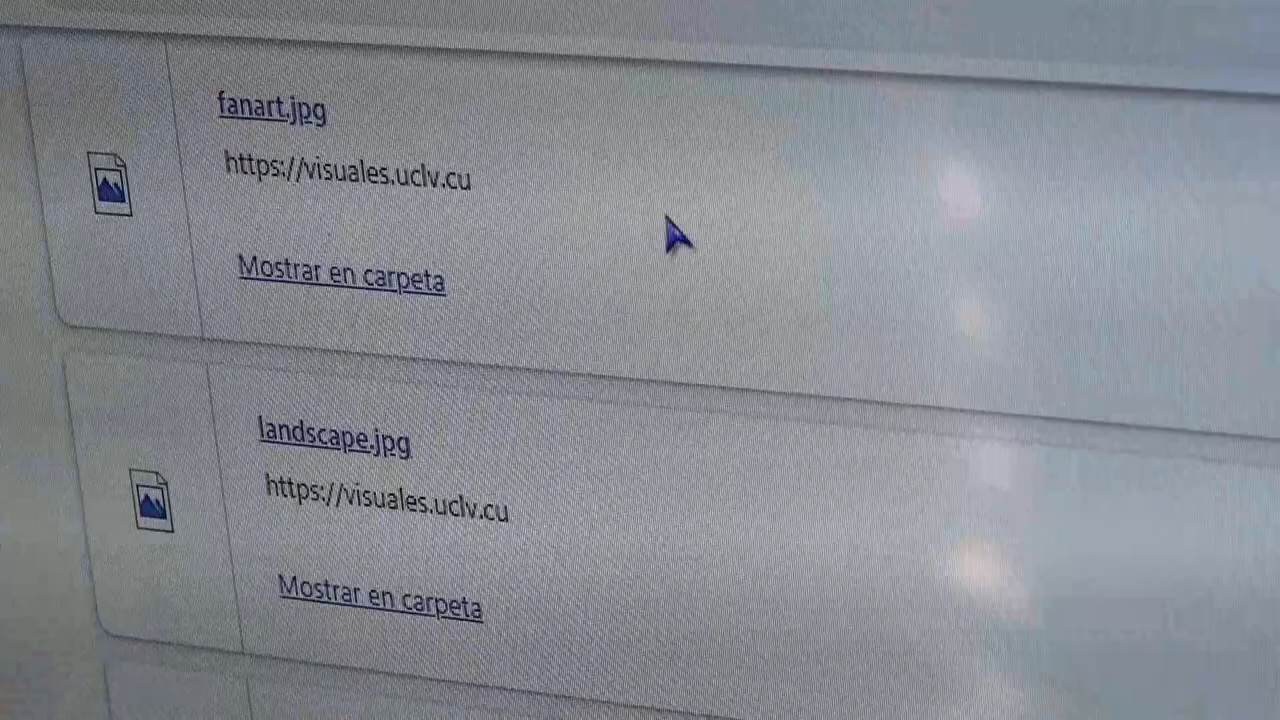 fanart.jpg
https://visuales.uclv.cu
Mostrar en carpeta
landscape.jpg
https://visuales.uclv.cu
Mostrar en carpeta